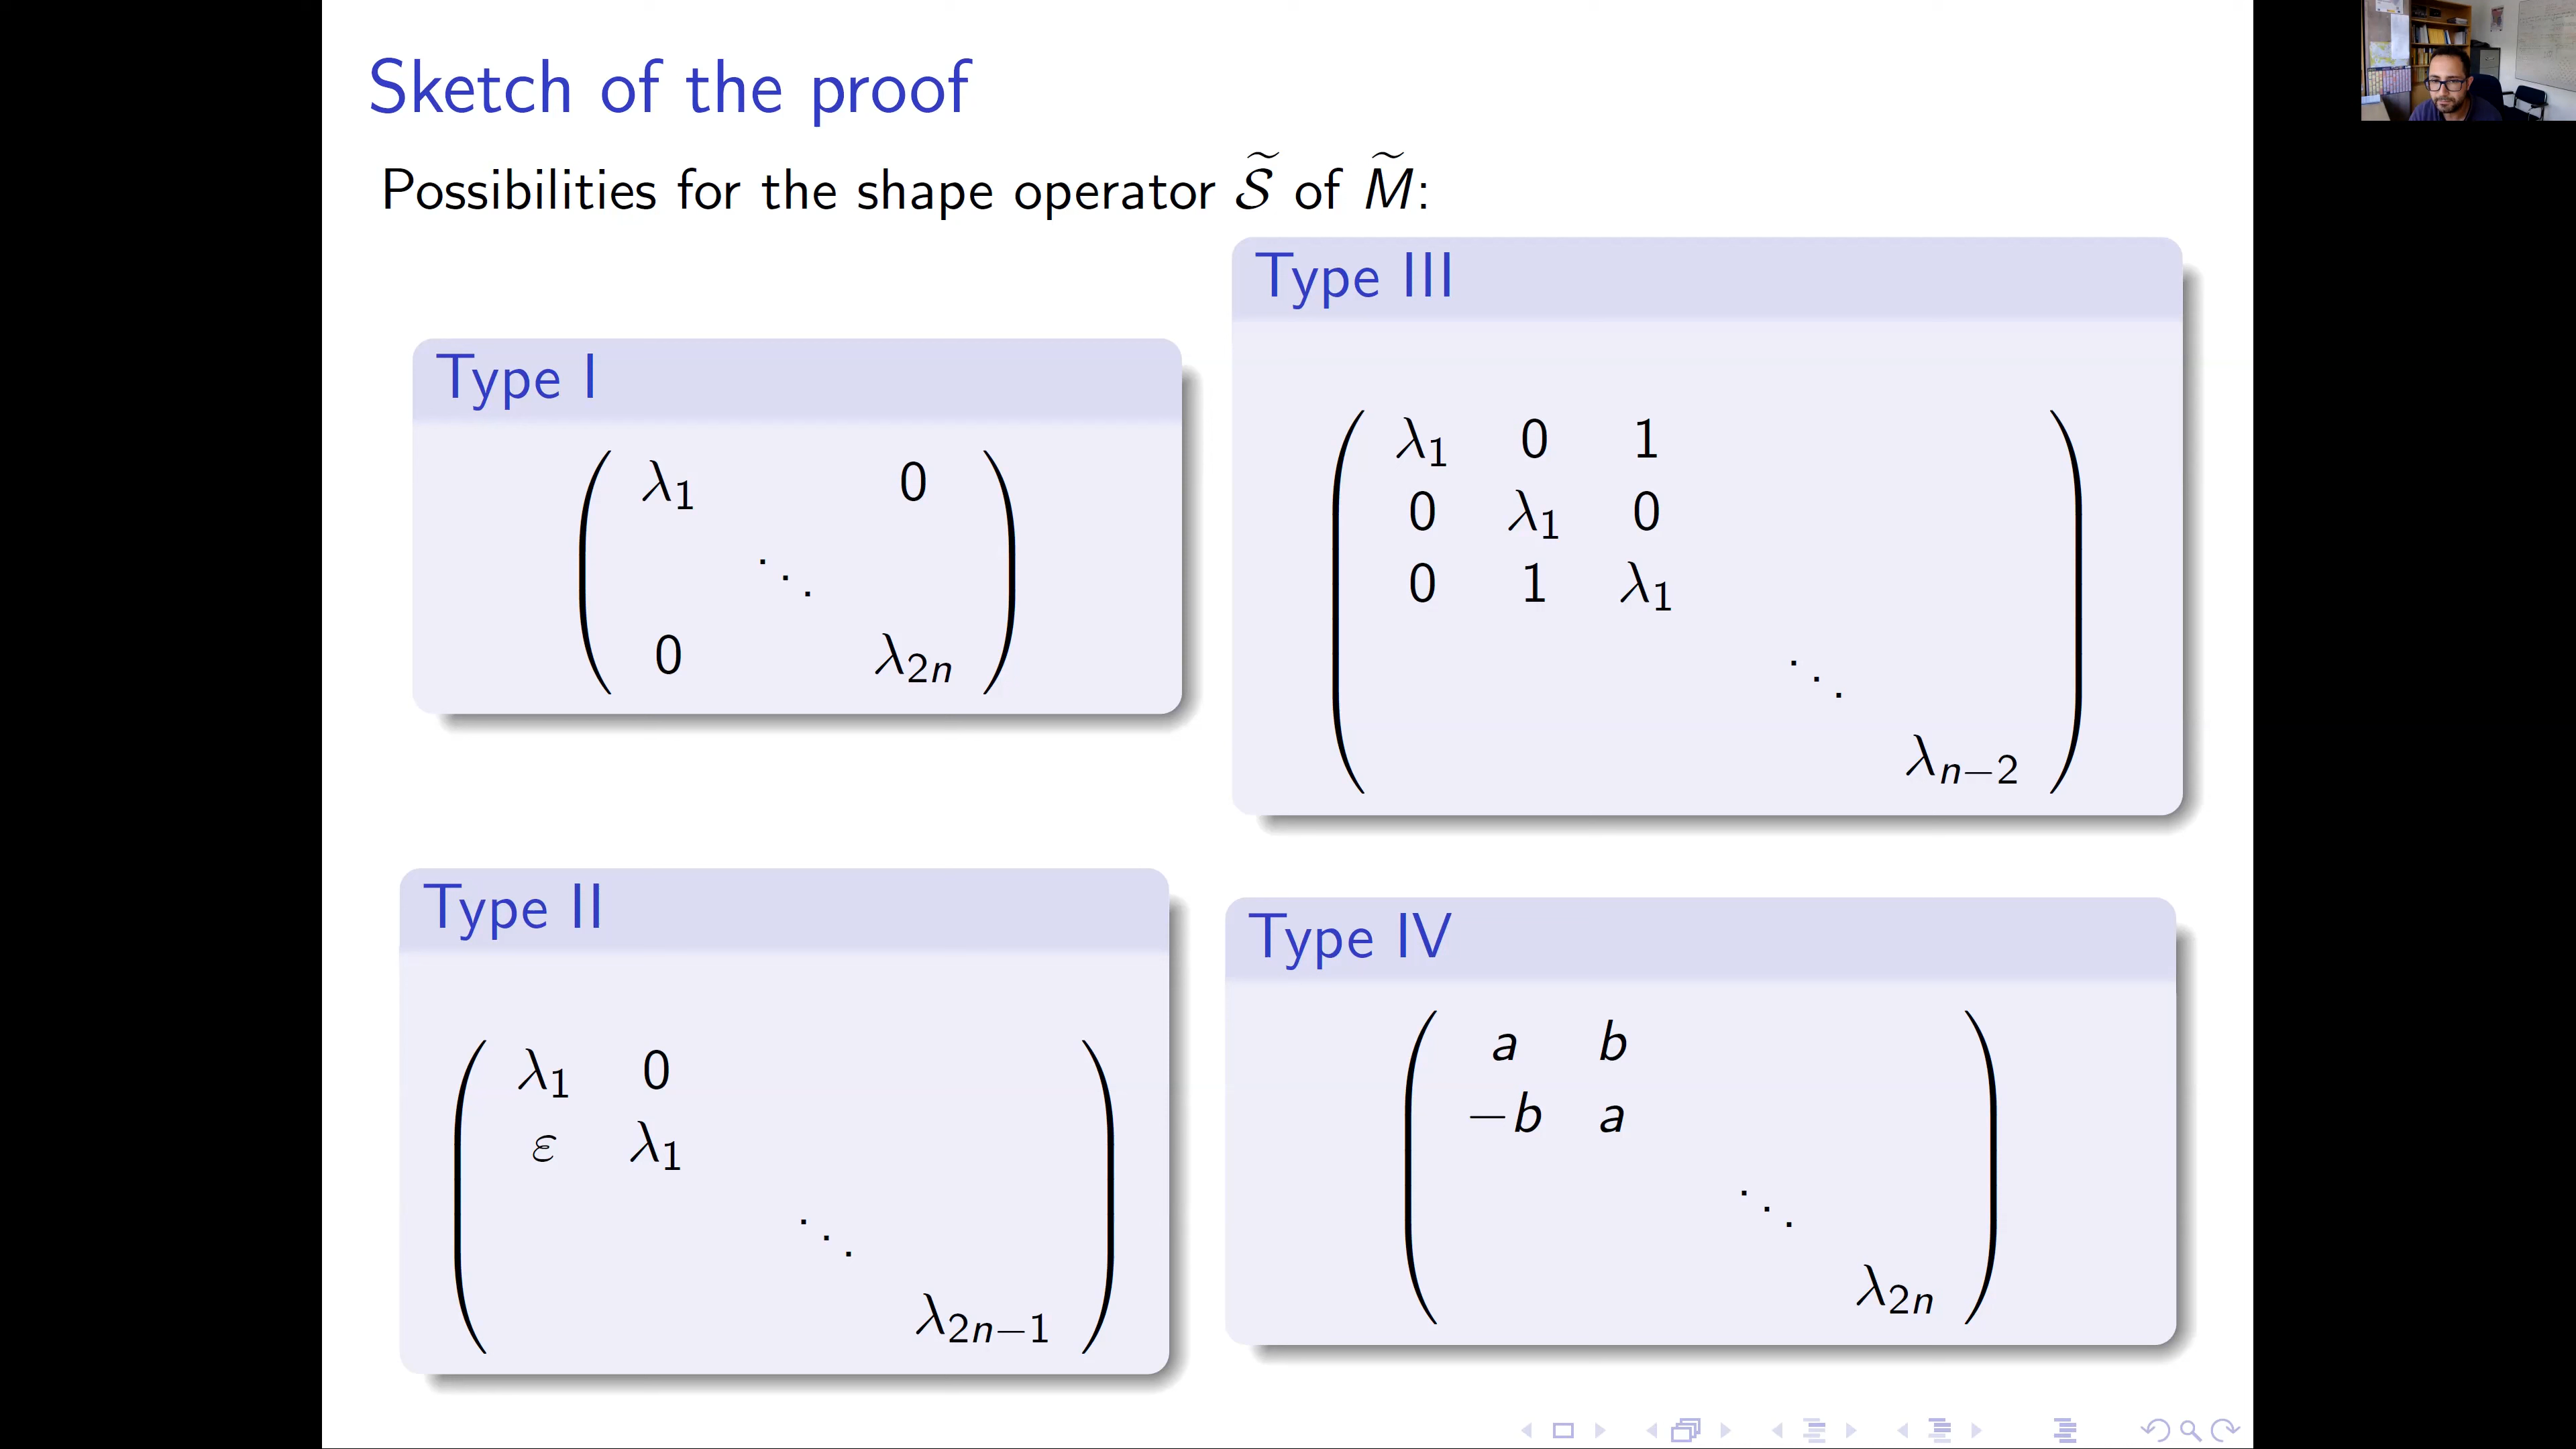 Sketch of the proof
Possibilities for the shape operator S̃ of M̃:
Type I
λ₁ 0
⋱
0 λ₂ₙ
Type III
λ₁ 0 1
0 λ₁ 0
0 1 λ₁
⋱
λₙ₋₂
Type II
λ₁ 0
ε λ₁
⋱
λ₂ₙ₋₁
Type IV
a b
−b a
⋱
λ₂ₙ